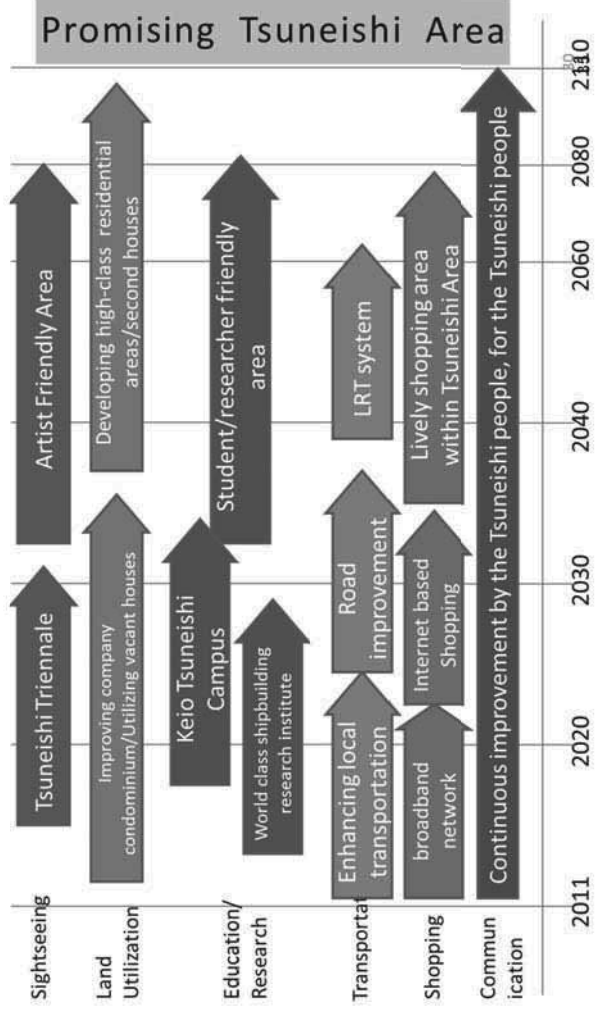 Promising Tsuneishi Area
Sightseeing
Tsuneishi Triennale
Artist Friendly Area
Land
Utilization
Improving company
condominium/Utilizing vacant houses
Developing high-class residential
areas/second houses
Education/
Research
Keio Tsuneishi
Campus
World class shipbuilding
research institute
Student/researcher friendly
area
Transportat
Enhancing local
transportation
Road
improvement
LRT system
Shopping
broadband
network
Internet based
Shopping
Lively shopping area
within Tsuneishi Area
Commun
ication
Continuous improvement by the Tsuneishi people, for the Tsuneishi people
2011
2020
2030
2040
2060
2080